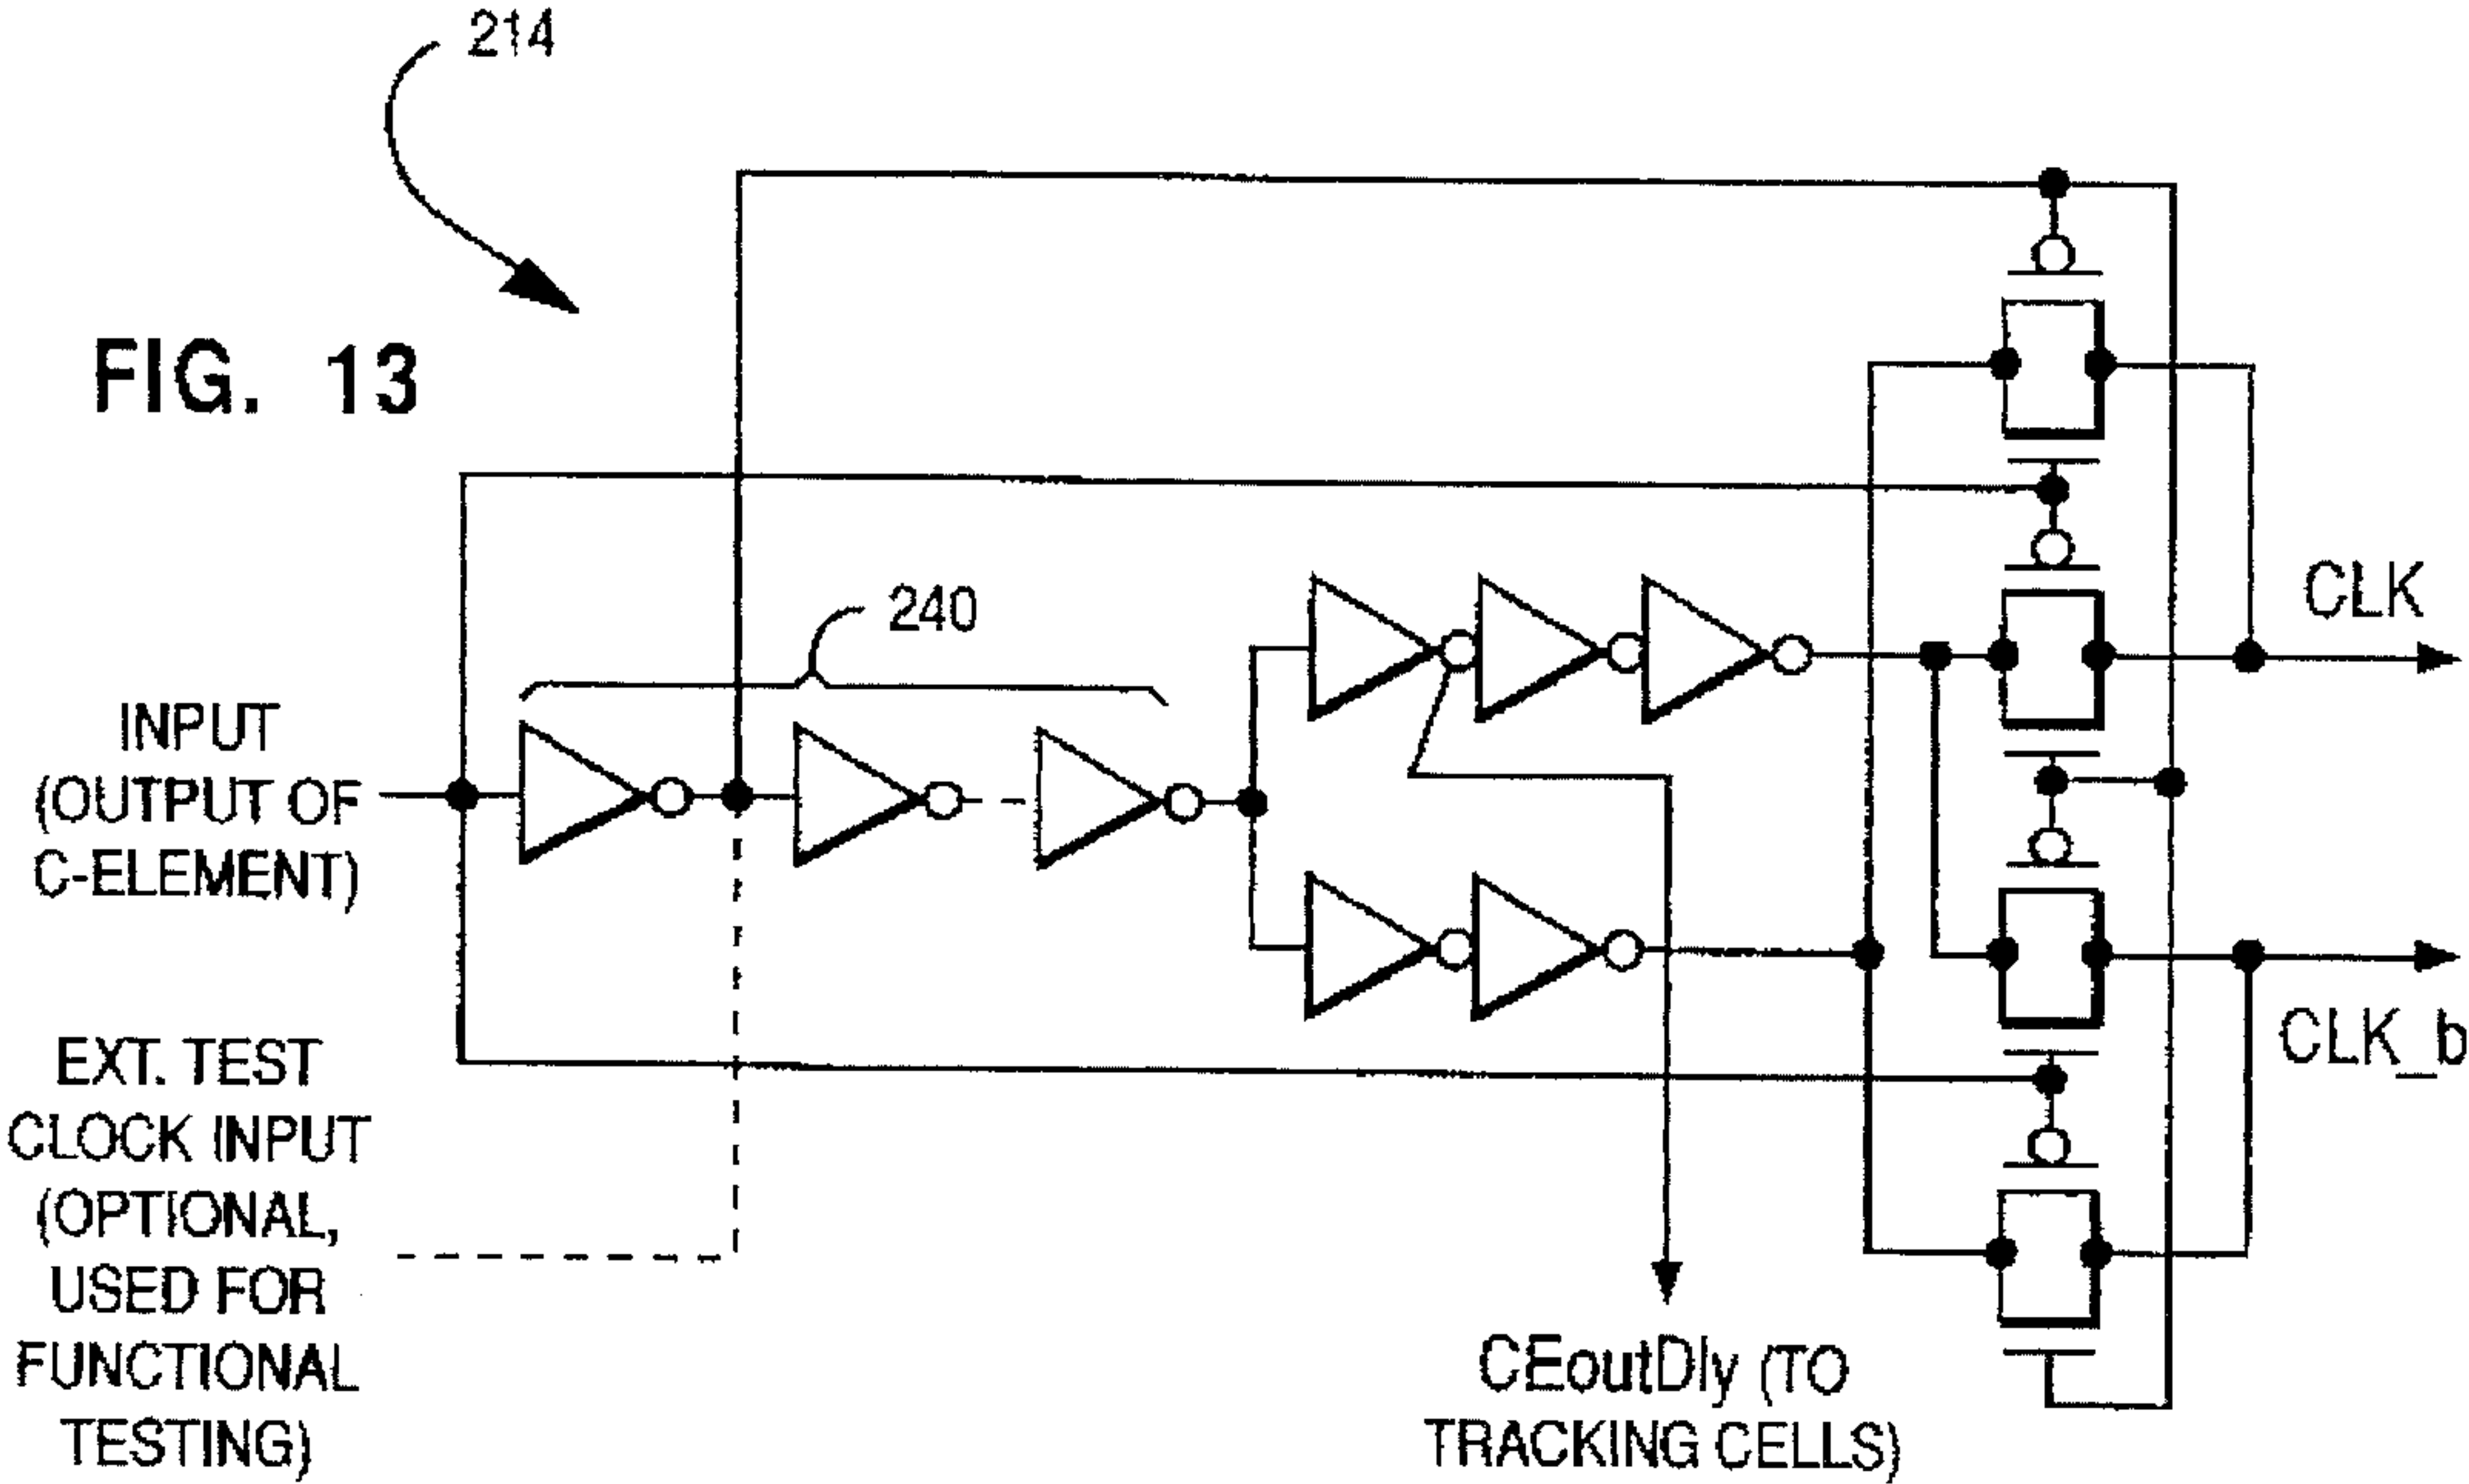 214
FIG. 13
240
CLK
INPUT
(OUTPUT OF
C-ELEMENT)
CLK_b
EXT. TEST
CLOCK INPUT
(OPTIONAL,
USED FOR
FUNCTIONAL
TESTING)
CEoutDly (TO
TRACKING CELLS)